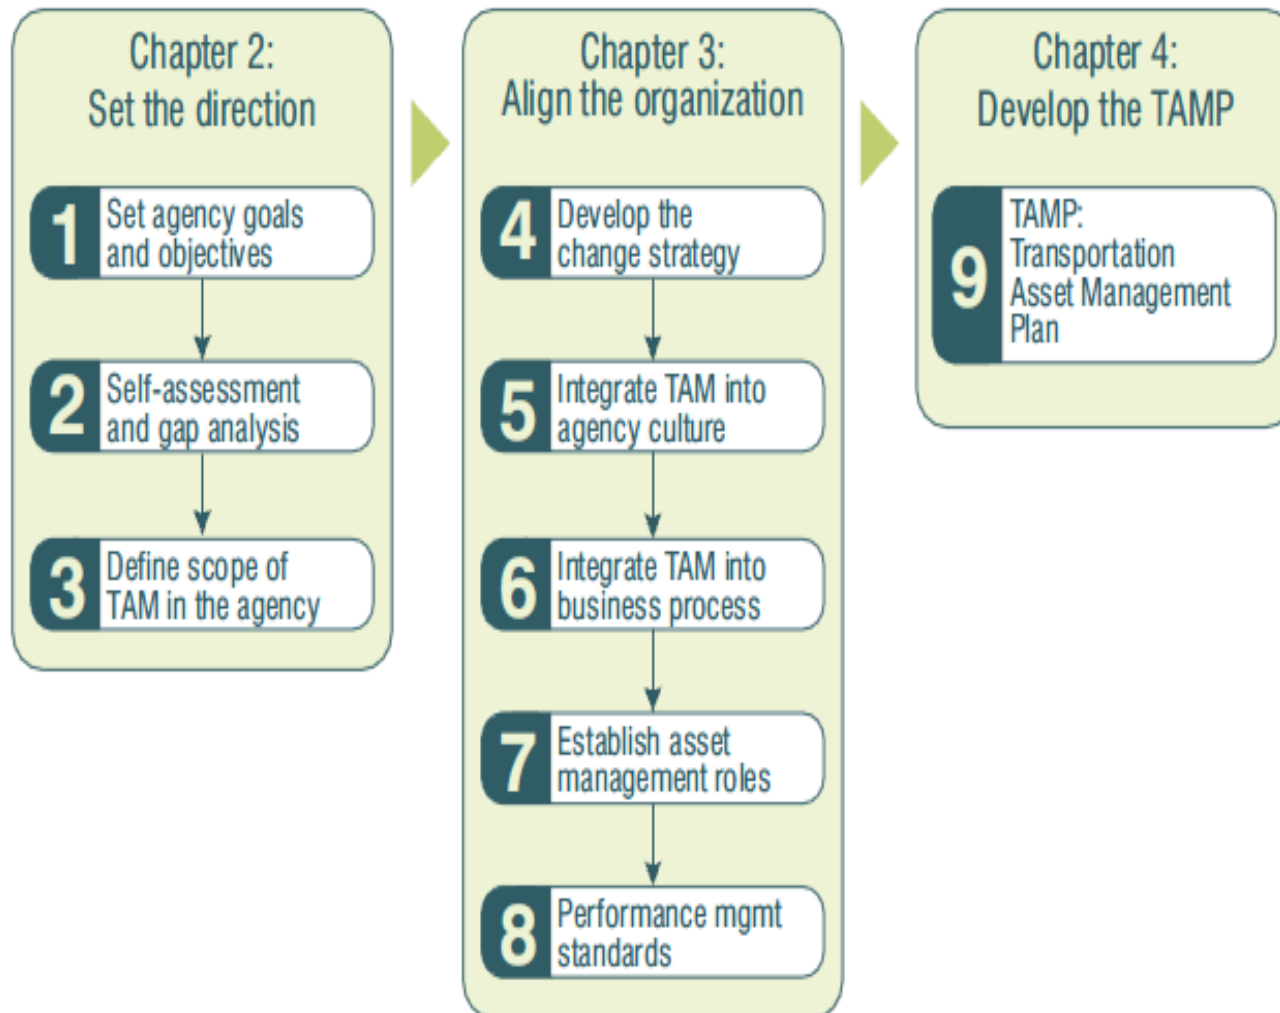 Chapter 2:
Set the direction
1
Set agency goals
and objectives
2
Self-assessment
and gap analysis
3
Define scope of
TAM in the agency
Chapter 3:
Align the organization
4
Develop the
change strategy
5
Integrate TAM into
agency culture
6
Integrate TAM into
business process
7
Establish asset
management roles
8
Performance mgmt
standards
Chapter 4:
Develop the TAMP
9
TAMP:
Transportation
Asset Management
Plan